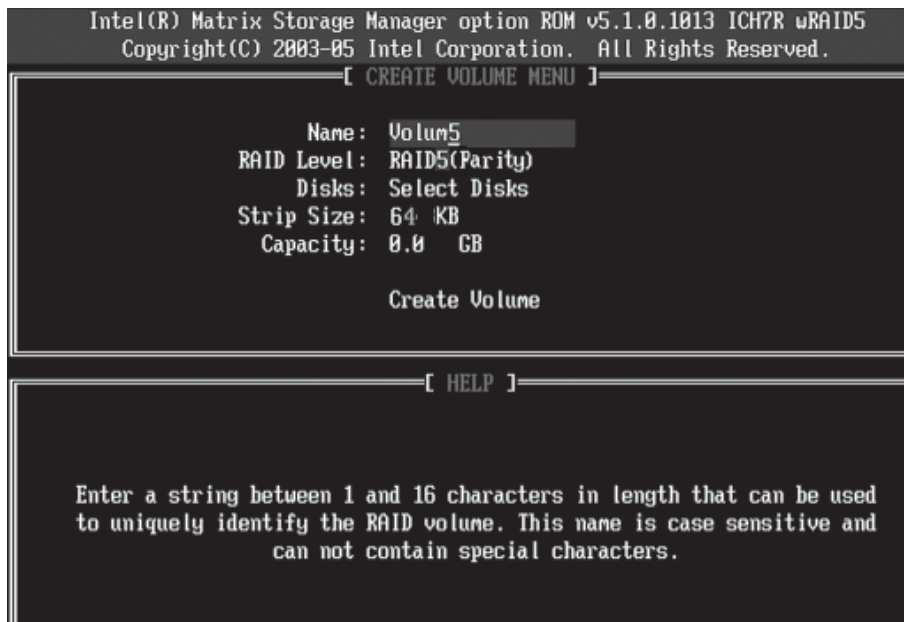 Intel(R) Matrix Storage Manager option ROM v5.1.0.1013 ICH7R wRAID5
Copyright(C) 2003-05 Intel Corporation. All Rights Reserved.
[ CREATE VOLUME MENU ]
Name: Volum5
RAID Level: RAID5(Parity)
Disks: Select Disks
Strip Size: 64 KB
Capacity: 0.0 GB
Create Volume
[ HELP ]
Enter a string between 1 and 16 characters in length that can be used
to uniquely identify the RAID volume. This name is case sensitive and
can not contain special characters.